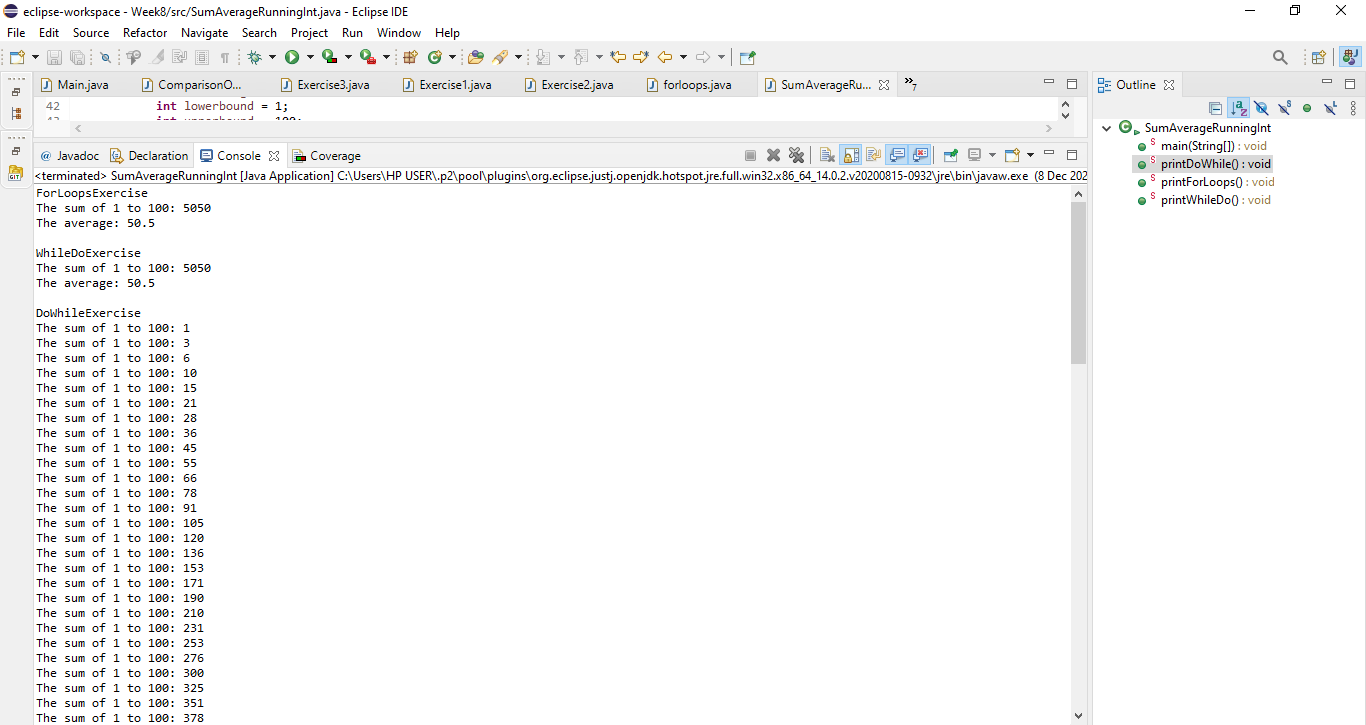 eclipse-workspace - Week8/src/SumAverageRunningInt.java - Eclipse IDE
File Edit Source Refactor Navigate Search Project Run Window Help
Main.java ComparisonO... Exercise3.java Exercise1.java Exercise2.java forloops.java SumAverageRu... »7
42 int lowerbound = 1;
Javadoc Declaration Console Coverage
<terminated> SumAverageRunningInt [Java Application] C:\Users\HP USER\.p2\pool\plugins\org.eclipse.justj.openjdk.hotspot.jre.full.win32.x86_64_14.0.2.v20200815-0932\jre\bin\javaw.exe (8 Dec 202
ForLoopsExercise
The sum of 1 to 100: 5050
The average: 50.5
WhileDoExercise
The sum of 1 to 100: 5050
The average: 50.5
DoWhileExercise
The sum of 1 to 100: 1
The sum of 1 to 100: 3
The sum of 1 to 100: 6
The sum of 1 to 100: 10
The sum of 1 to 100: 15
The sum of 1 to 100: 21
The sum of 1 to 100: 28
The sum of 1 to 100: 36
The sum of 1 to 100: 45
The sum of 1 to 100: 55
The sum of 1 to 100: 66
The sum of 1 to 100: 78
The sum of 1 to 100: 91
The sum of 1 to 100: 105
The sum of 1 to 100: 120
The sum of 1 to 100: 136
The sum of 1 to 100: 153
The sum of 1 to 100: 171
The sum of 1 to 100: 190
The sum of 1 to 100: 210
The sum of 1 to 100: 231
The sum of 1 to 100: 253
The sum of 1 to 100: 276
The sum of 1 to 100: 300
The sum of 1 to 100: 325
The sum of 1 to 100: 351
The sum of 1 to 100: 378
Outline
SumAverageRunningInt
main(String[]) : void
printDoWhile() : void
printForLoops() : void
printWhileDo() : void